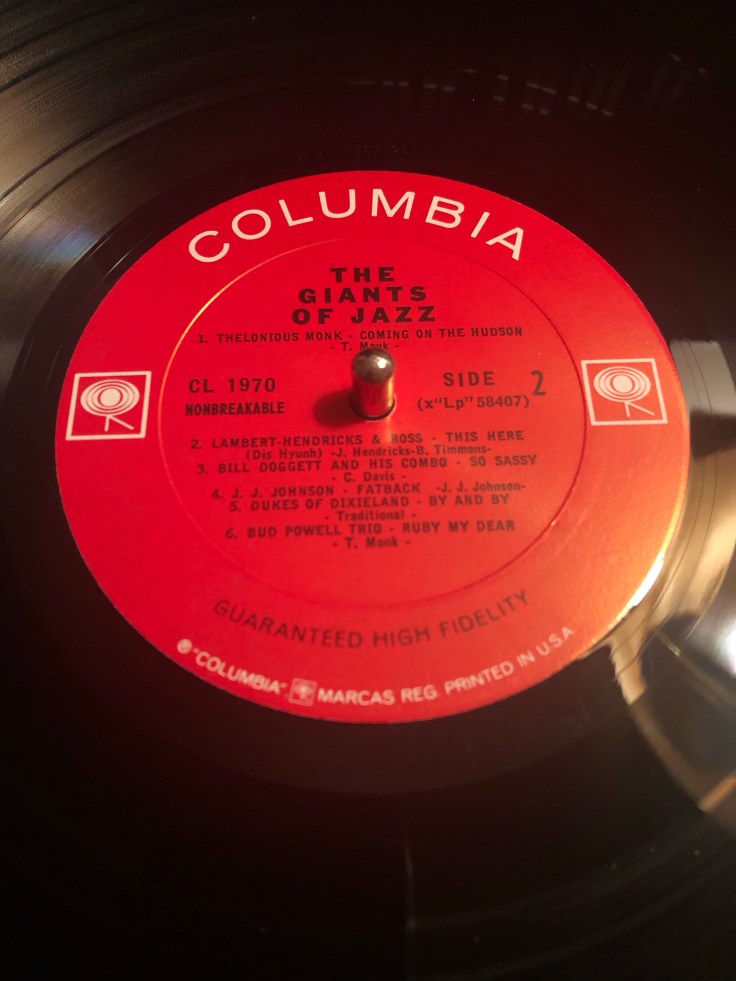 COLUMBIA
THE
GIANTS
OF JAZZ
1. THELONIOUS MONK - COMING ON THE HUDSON
- T. Monk -
CL 1970
NONBREAKABLE
SIDE 2
(x"Lp" 58407)
2. LAMBERT-HENDRICKS & ROSS - THIS HERE
(Dis Hyunh) -J. Hendricks-B. Timmons-
3. BILL DOGGETT AND HIS COMBO - SO SASSY
- C. Davis -
4. J. J. JOHNSON - FATBACK -J. J. Johnson-
5. DUKES OF DIXIELAND - BY AND BY
- Traditional -
6. BUD POWELL TRIO - RUBY MY DEAR
- T. Monk -
GUARANTEED HIGH FIDELITY
® "COLUMBIA", MARCAS REG. PRINTED IN U.S.A.